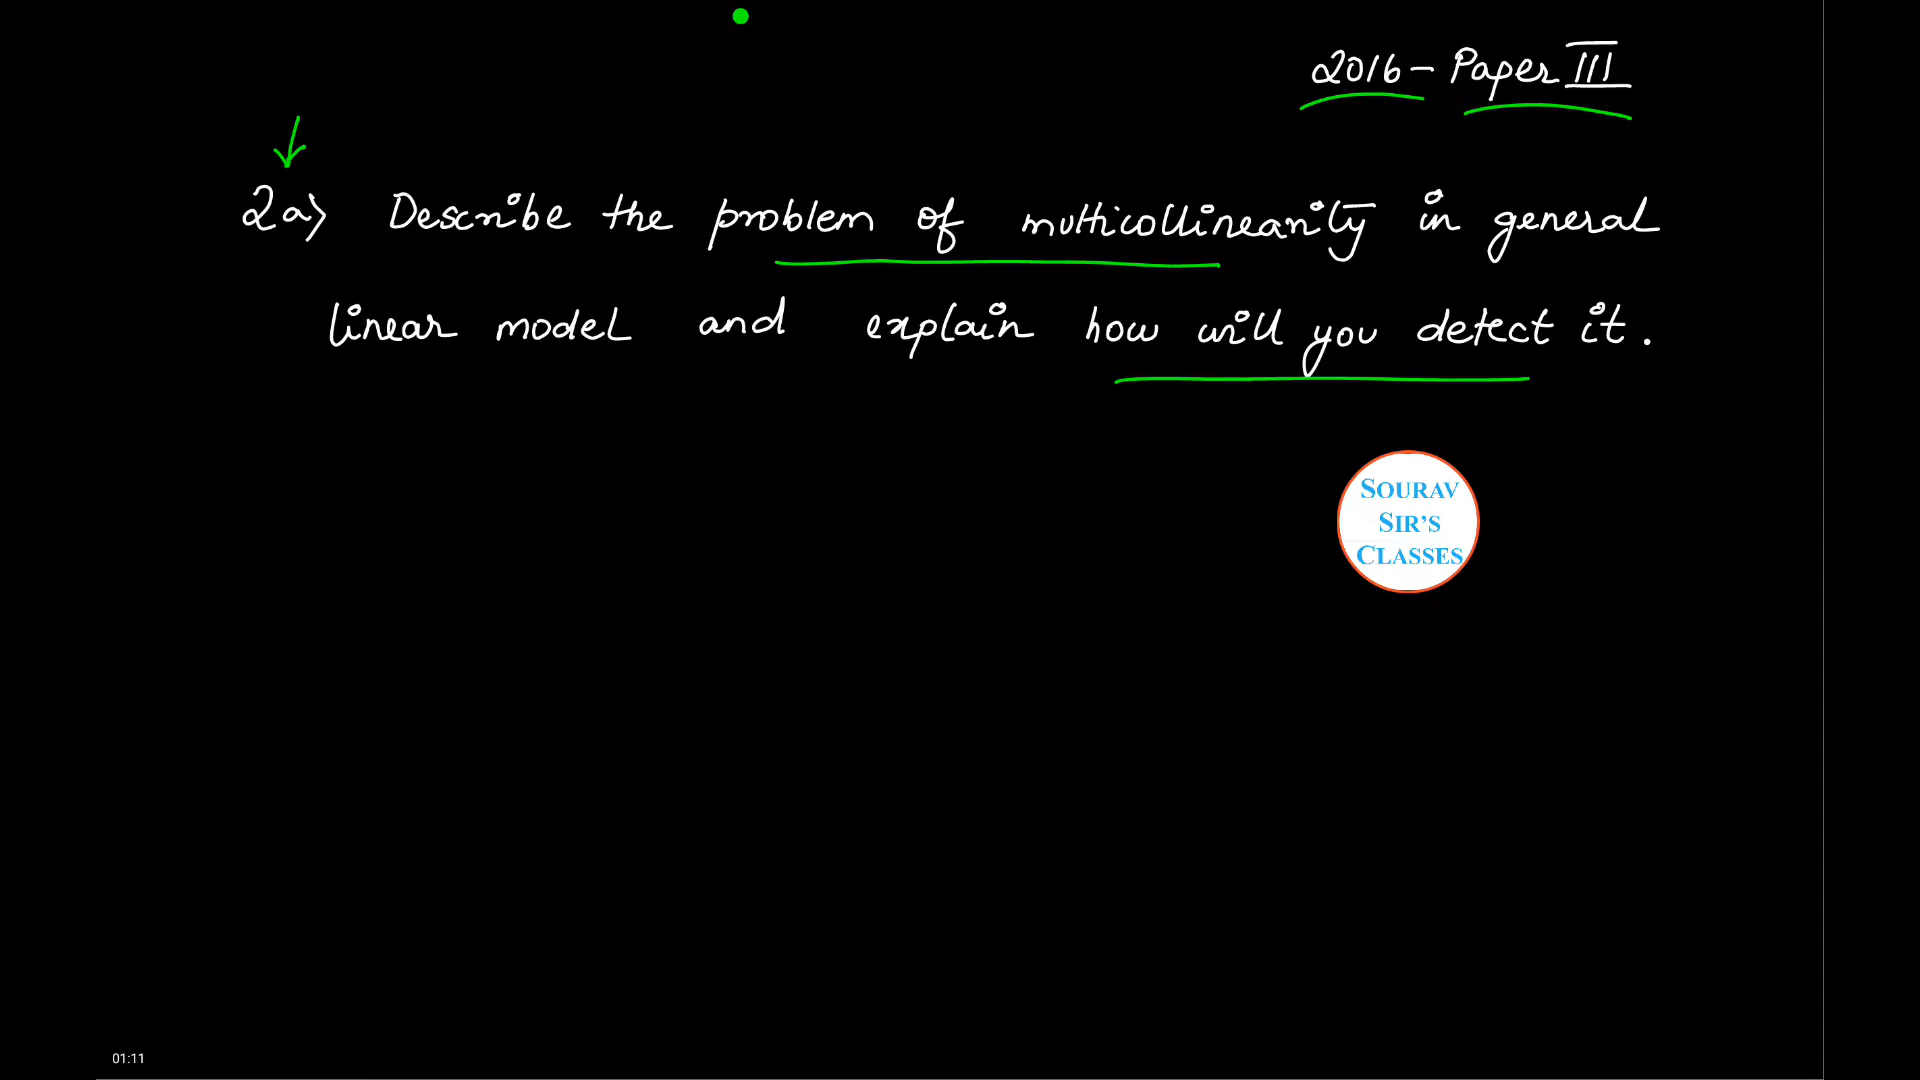 2016 - Paper III
2a) Describe the problem of multicollinearity in general
linear model and explain how will you detect it.
SOURAV
SIR'S
CLASSES
01:11